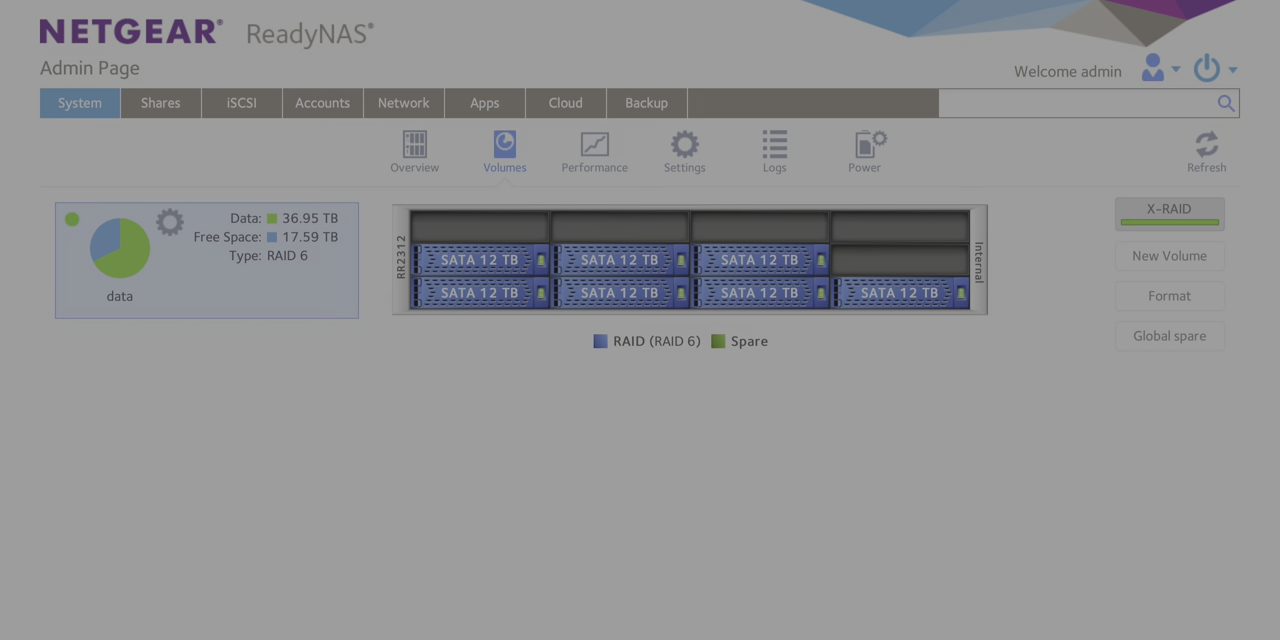 NETGEAR® ReadyNAS®
Admin Page
Welcome admin
System Shares iSCSI Accounts Network Apps Cloud Backup
Overview Volumes Performance Settings Logs Power Refresh
Data: 36.95 TB
Free Space: 17.59 TB
Type: RAID 6
data
RR2312
SATA 12 TB SATA 12 TB SATA 12 TB
SATA 12 TB SATA 12 TB SATA 12 TB SATA 12 TB
Internal
RAID (RAID 6) Spare
X-RAID
New Volume
Format
Global spare